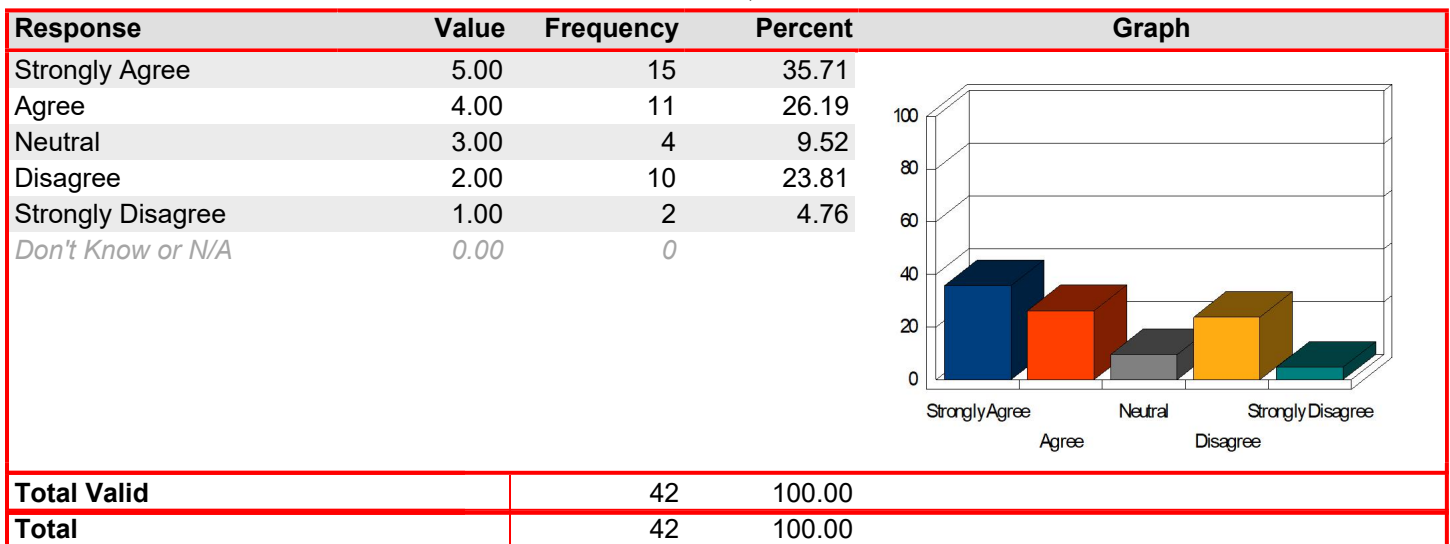 Response Value Frequency Percent Graph
Strongly Agree 5.00 15 35.71
Agree 4.00 11 26.19
Neutral 3.00 4 9.52
Disagree 2.00 10 23.81
Strongly Disagree 1.00 2 4.76
Don't Know or N/A 0.00 0
100
80
60
40
20
0
Strongly Agree Neutral Strongly Disagree
Agree Disagree
Total Valid 42 100.00
Total 42 100.00